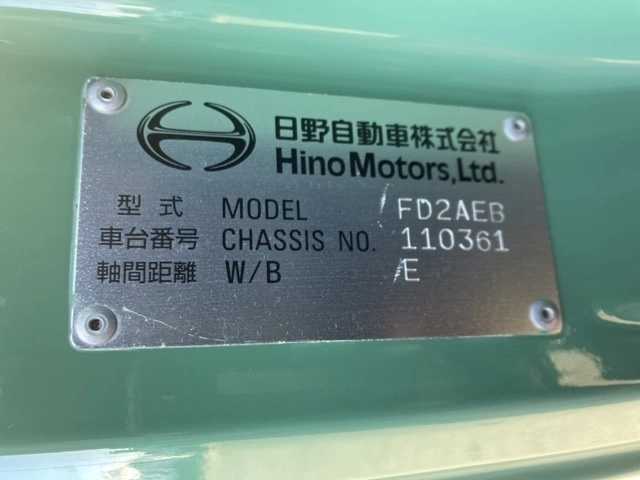 日野自動車株式会社
Hino Motors, Ltd.
型式 MODEL FD2AEB
車台番号 CHASSIS NO. 110361
軸間距離 W/B E